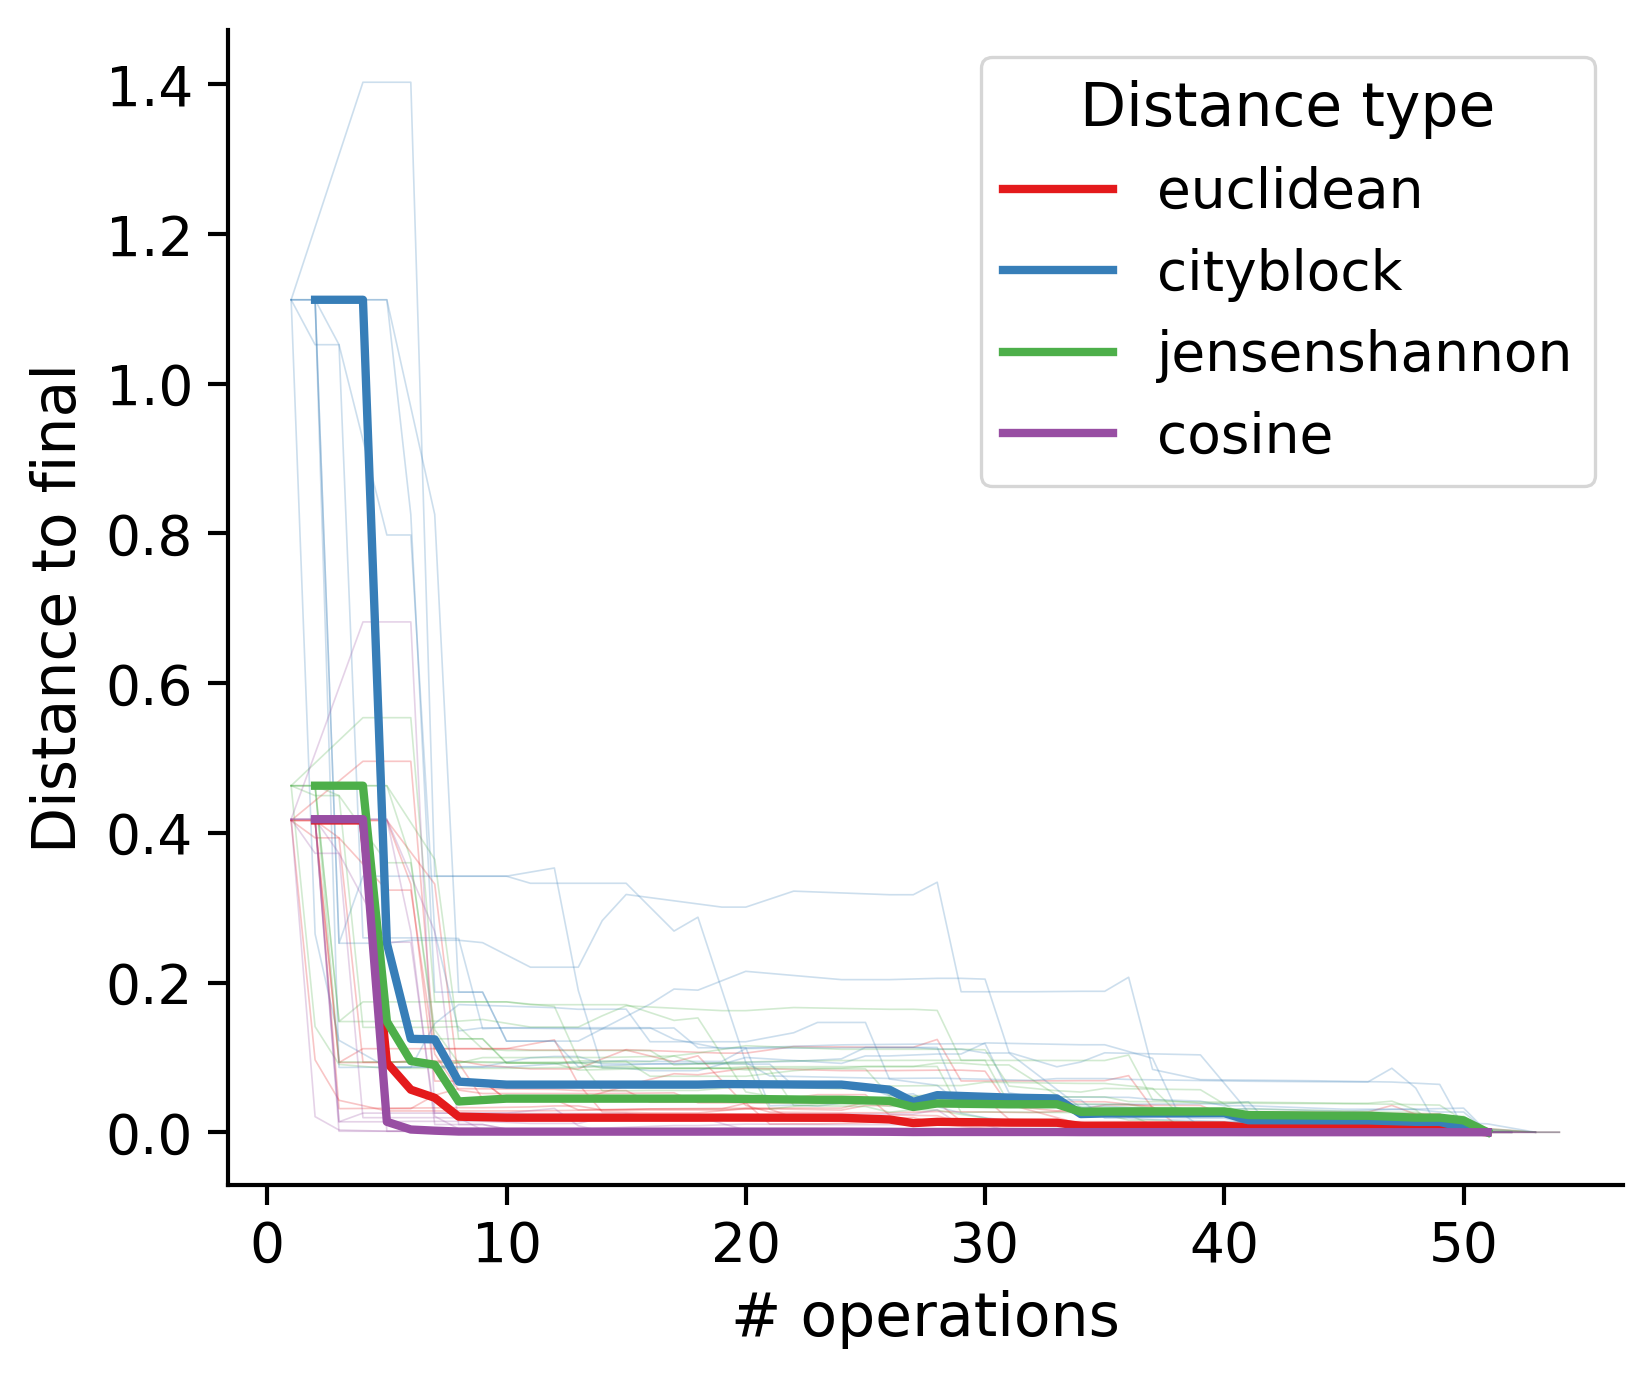 Distance type
euclidean
cityblock
jensenshannon
cosine
Distance to final
1.4
1.2
1.0
0.8
0.6
0.4
0.2
0.0
0 10 20 30 40 50
# operations